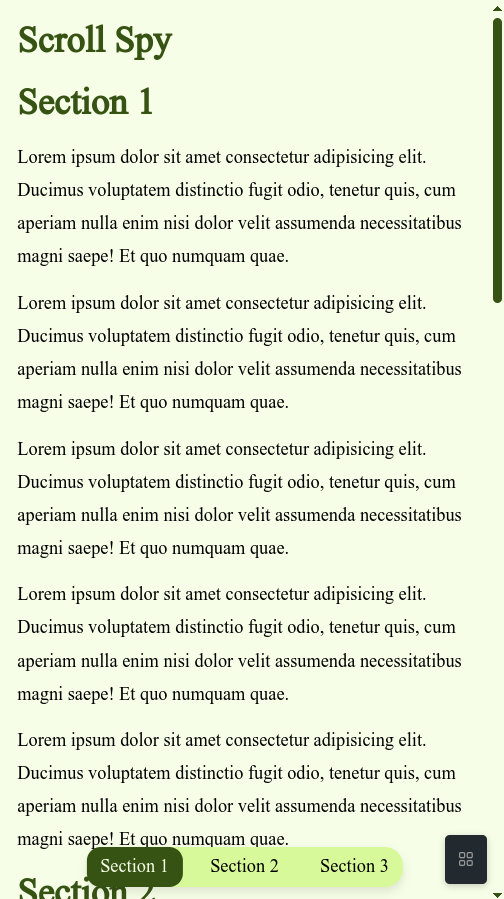 Scroll Spy
Section 1
Lorem ipsum dolor sit amet consectetur adipisicing elit.
Ducimus voluptatem distinctio fugit odio, tenetur quis, cum
aperiam nulla enim nisi dolor velit assumenda necessitatibus
magni saepe! Et quo numquam quae.
Lorem ipsum dolor sit amet consectetur adipisicing elit.
Ducimus voluptatem distinctio fugit odio, tenetur quis, cum
aperiam nulla enim nisi dolor velit assumenda necessitatibus
magni saepe! Et quo numquam quae.
Lorem ipsum dolor sit amet consectetur adipisicing elit.
Ducimus voluptatem distinctio fugit odio, tenetur quis, cum
aperiam nulla enim nisi dolor velit assumenda necessitatibus
magni saepe! Et quo numquam quae.
Lorem ipsum dolor sit amet consectetur adipisicing elit.
Ducimus voluptatem distinctio fugit odio, tenetur quis, cum
aperiam nulla enim nisi dolor velit assumenda necessitatibus
magni saepe! Et quo numquam quae.
Lorem ipsum dolor sit amet consectetur adipisicing elit.
Ducimus voluptatem distinctio fugit odio, tenetur quis, cum
aperiam nulla enim nisi dolor velit assumenda necessitatibus
magni saepe! Et quo numquam quae.
Section 1 Section 2 Section 3
Section 2